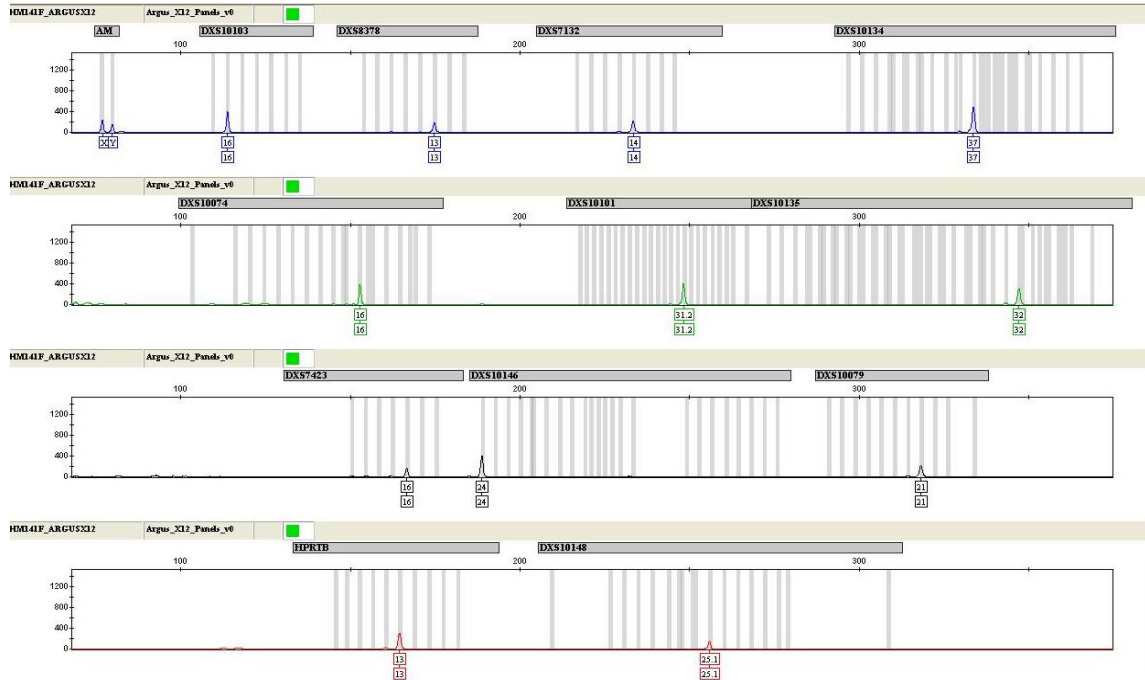 HM141F_ARGUSX12 Argus_X12_Panels_v0
AM DXS10103 DXS8378 DXS7132 DXS10134
100 200 300
1200
800
400
0
X Y 16 13 14 37
16 13 14 37
HM141F_ARGUSX12 Argus_X12_Panels_v0
DXS10074 DXS10101 DXS10135
100 200 300
1200
800
400
0
16 31.2 32
16 31.2 32
HM141F_ARGUSX12 Argus_X12_Panels_v0
DXS7423 DXS10146 DXS10079
100 200 300
1200
800
400
0
16 24 21
16 24 21
HM141F_ARGUSX12 Argus_X12_Panels_v0
HPRTB DXS10148
100 200 300
1200
800
400
0
13 25.1
13 25.1